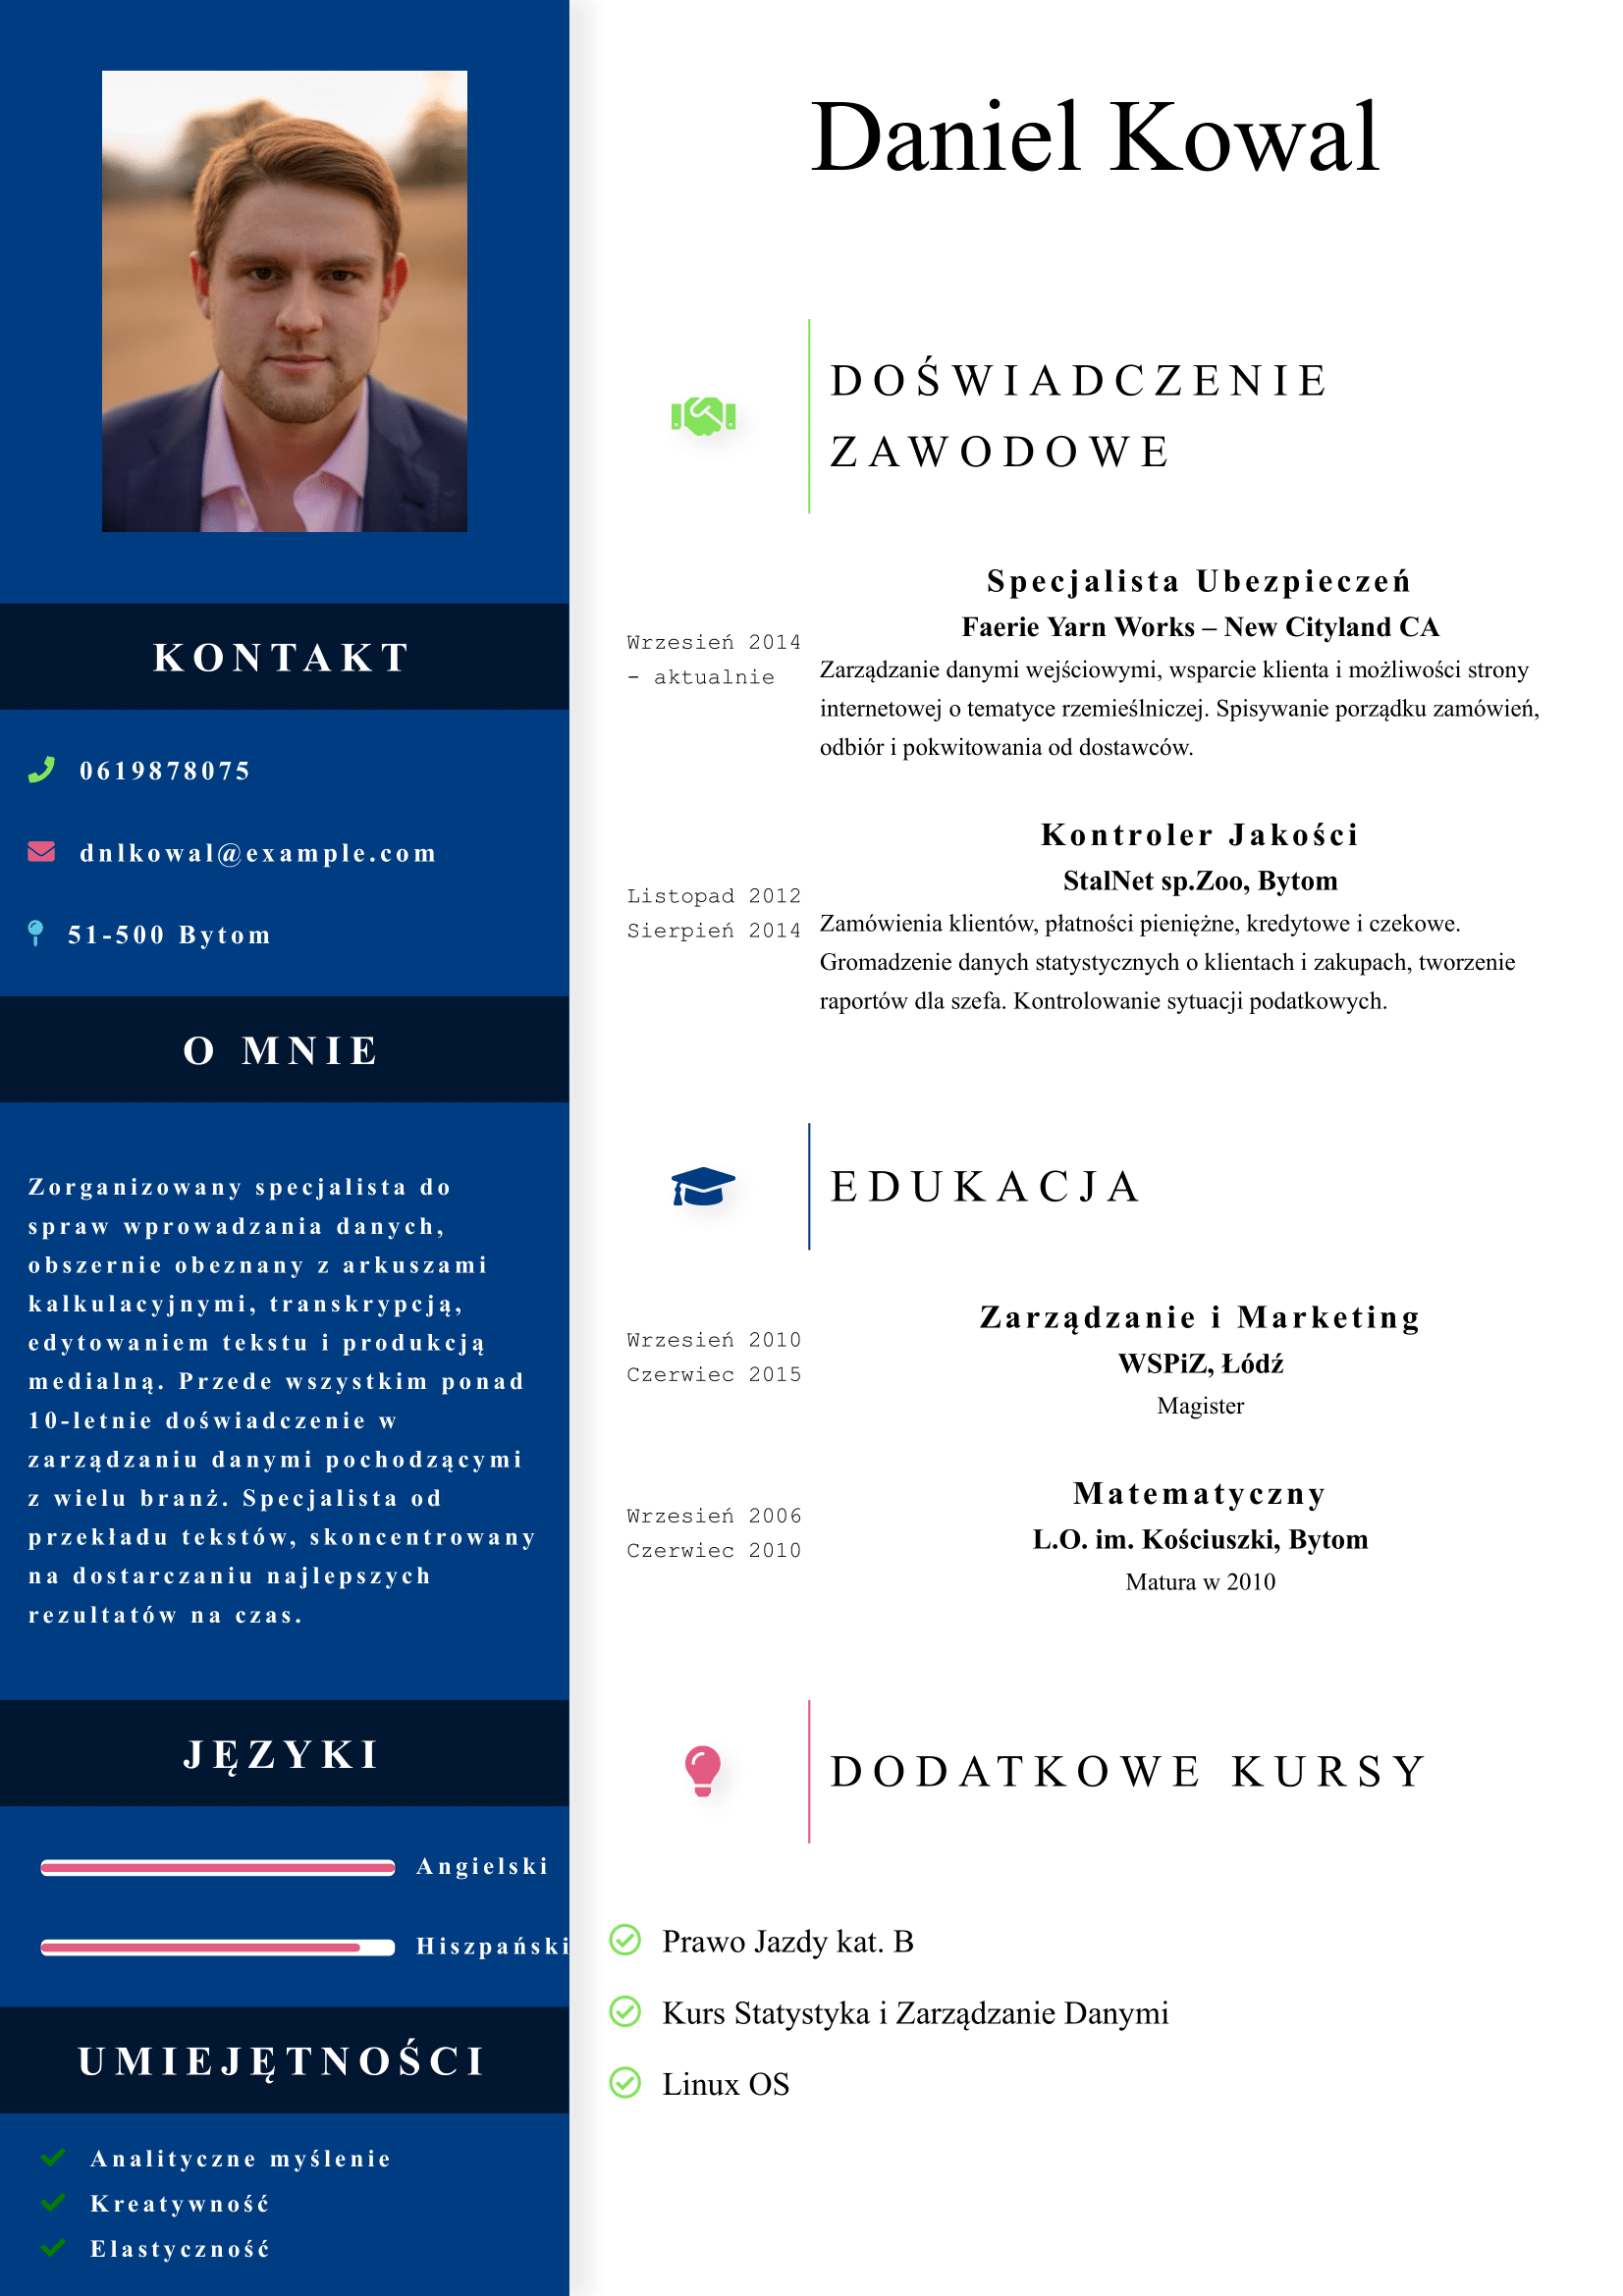 Daniel Kowal
KONTAKT
0619878075
dnlkowal@example.com
51-500 Bytom
O MNIE
Zorganizowany specjalista do
spraw wprowadzania danych,
obszernie obeznany z arkuszami
kalkulacyjnymi, transkrypcją,
edytowaniem tekstu i produkcją
medialną. Przede wszystkim ponad
10-letnie doświadczenie w
zarządzaniu danymi pochodzącymi
z wielu branż. Specjalista od
przekładu tekstów, skoncentrowany
na dostarczaniu najlepszych
rezultatów na czas.
JĘZYKI
Angielski
Hiszpański
UMIEJĘTNOŚCI
Analityczne myślenie
Kreatywność
Elastyczność
DOŚWIADCZENIE
ZAWODOWE
Wrzesień 2014
- aktualnie
Specjalista Ubezpieczeń
Faerie Yarn Works – New Cityland CA
Zarządzanie danymi wejściowymi, wsparcie klienta i możliwości strony
internetowej o tematyce rzemieślniczej. Spisywanie porządku zamówień,
odbiór i pokwitowania od dostawców.
Listopad 2012
Sierpień 2014
Kontroler Jakości
StalNet sp.Zoo, Bytom
Zamówienia klientów, płatności pieniężne, kredytowe i czekowe.
Gromadzenie danych statystycznych o klientach i zakupach, tworzenie
raportów dla szefa. Kontrolowanie sytuacji podatkowych.
EDUKACJA
Wrzesień 2010
Czerwiec 2015
Zarządzanie i Marketing
WSPiZ, Łódź
Magister
Wrzesień 2006
Czerwiec 2010
Matematyczny
L.O. im. Kościuszki, Bytom
Matura w 2010
DODATKOWE KURSY
Prawo Jazdy kat. B
Kurs Statystyka i Zarządzanie Danymi
Linux OS